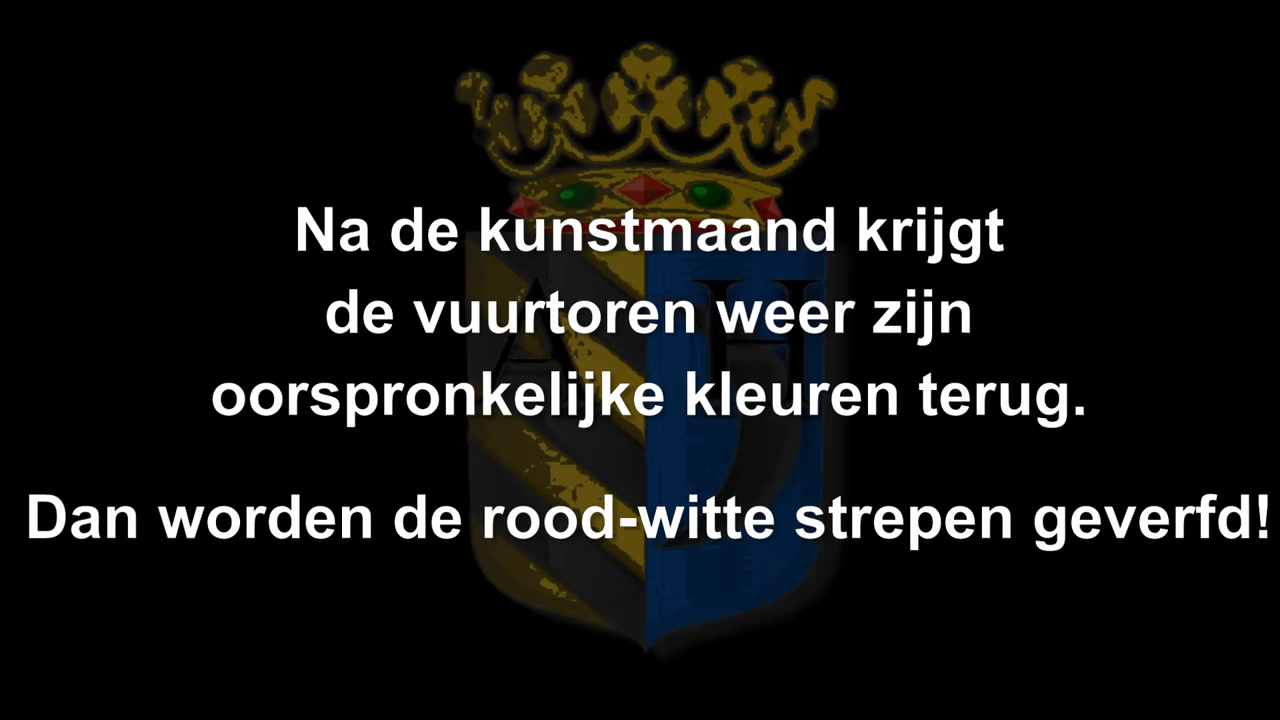 Na de kunstmaand krijgt
de vuurtoren weer zijn
oorspronkelijke kleuren terug.
Dan worden de rood-witte strepen geverfd!
A H
J